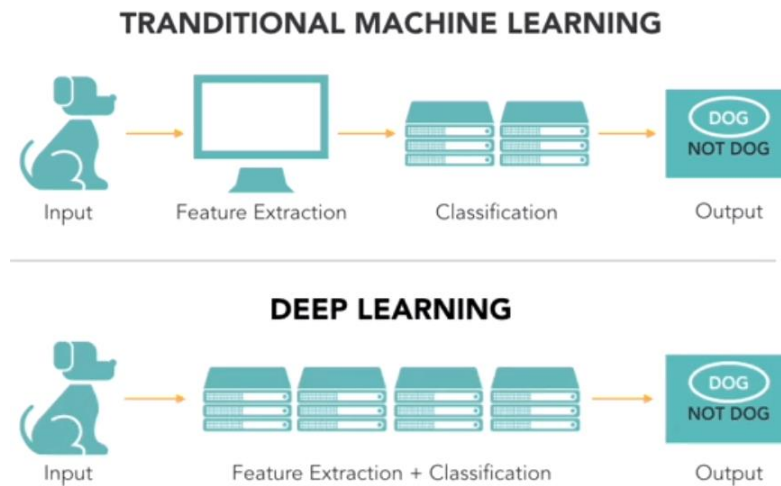 TRANDITIONAL MACHINE LEARNING
DOG
NOT DOG
Input
Feature Extraction
Classification
Output
DEEP LEARNING
DOG
NOT DOG
Input
Feature Extraction + Classification
Output